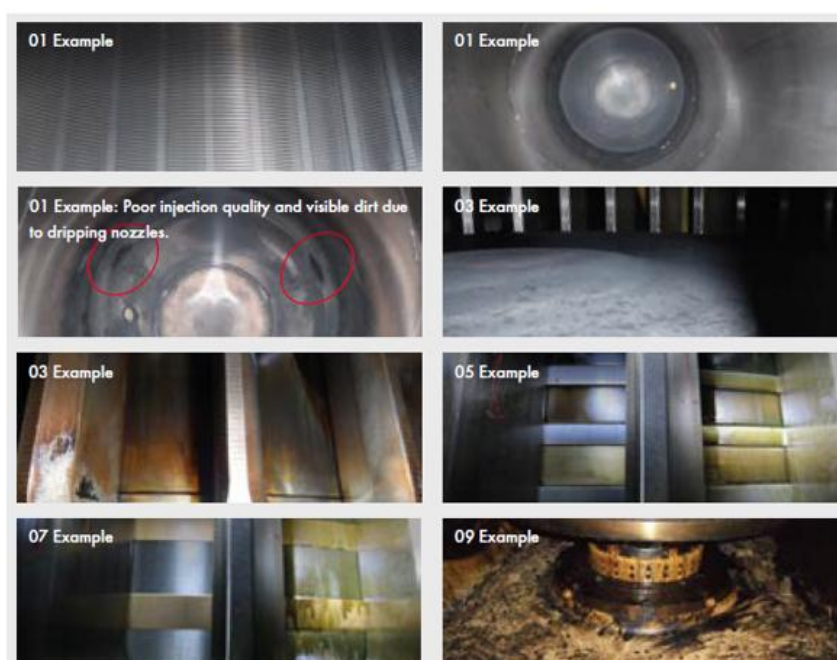 01 Example
01 Example
01 Example: Poor injection quality and visible dirt due
to dripping nozzles.
03 Example
03 Example
05 Example
07 Example
09 Example